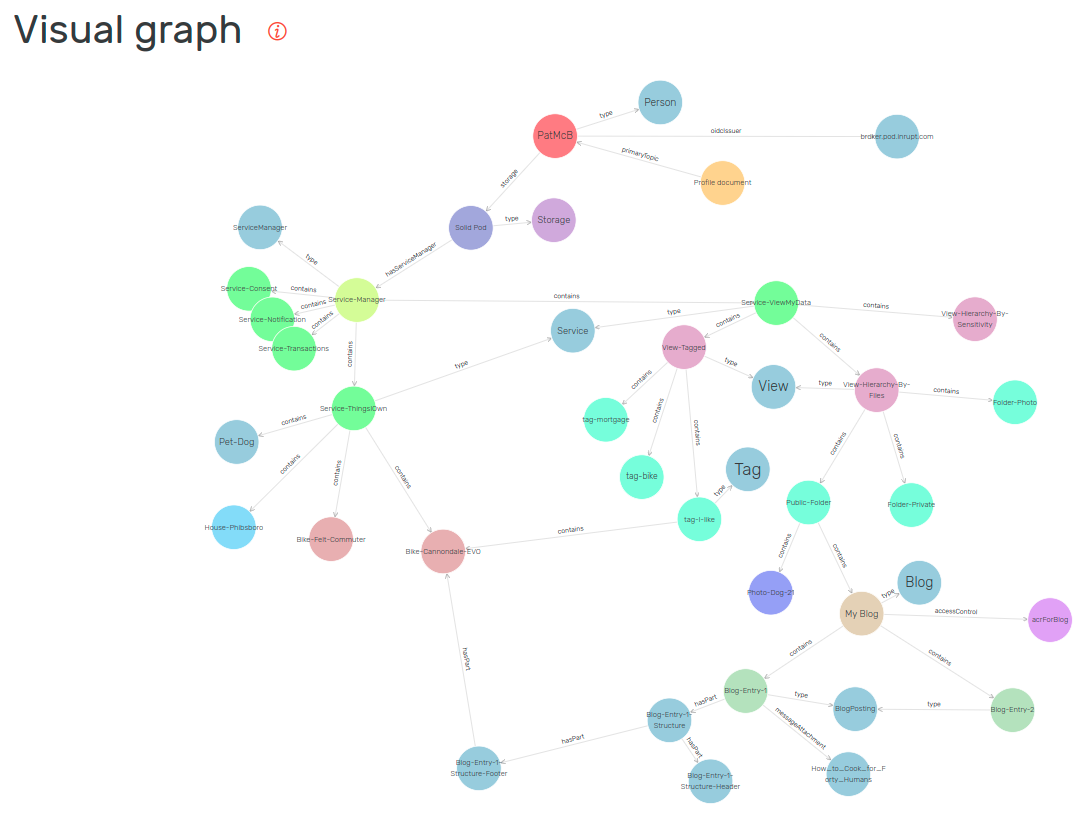 Visual graph
Person
type
PatMcB
oidcIssuer
broker.pod.inrupt.com
primaryTopic
Profile document
storage
Solid Pod
type
Storage
ServiceManager
type
hasServiceManager
Service-Consent
contains
Service-Manager
contains
Service-Notification
contains
Service-Transactions
contains
contains
Service-ViewMyData
contains
View-Hierarchy-By-
Sensitivity
type
Service
contains
View-Tagged
contains
type
contains
type
View
type
View-Hierarchy-By-
Files
contains
Folder-Photo
contains
tag-mortgage
contains
contains
Service-ThingsIOwn
contains
Pet-Dog
contains
contains
contains
tag-bike
Tag
type
contains
contains
Public-Folder
Folder-Private
House-Philbsboro
Bike-Felt-Commuter
Bike-Cannondale-EVO
contains
tag-I-like
contains
contains
Photo-Dog-21
Blog
type
My Blog
accessControl
acrForBlog
contains
contains
hasPart
Blog-Entry-1
type
BlogPosting
type
Blog-Entry-2
hasPart
Blog-Entry-1-
Structure
messageAttachment
hasPart
hasPart
Blog-Entry-1-
Structure-Footer
Blog-Entry-1-
Structure-Header
How_to_Cook_for_F
orty_Humans